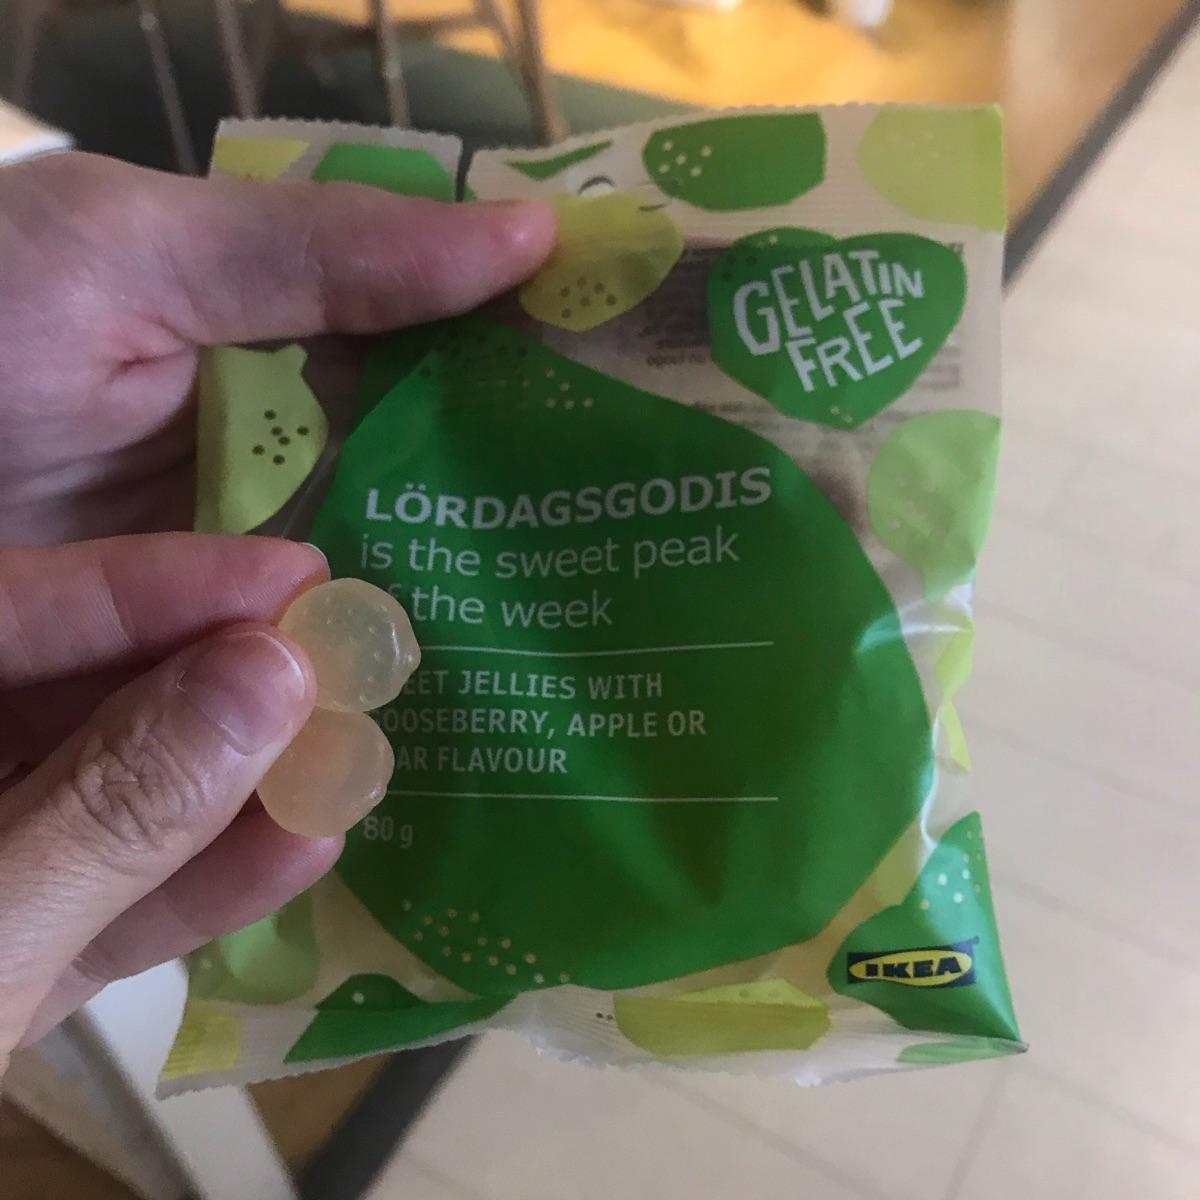 GELATIN
FREE
LÖRDAGSGODIS
is the sweet peak
the week
JELLIES WITH
APPLE OR
FLAVOUR
80 g
IKEA